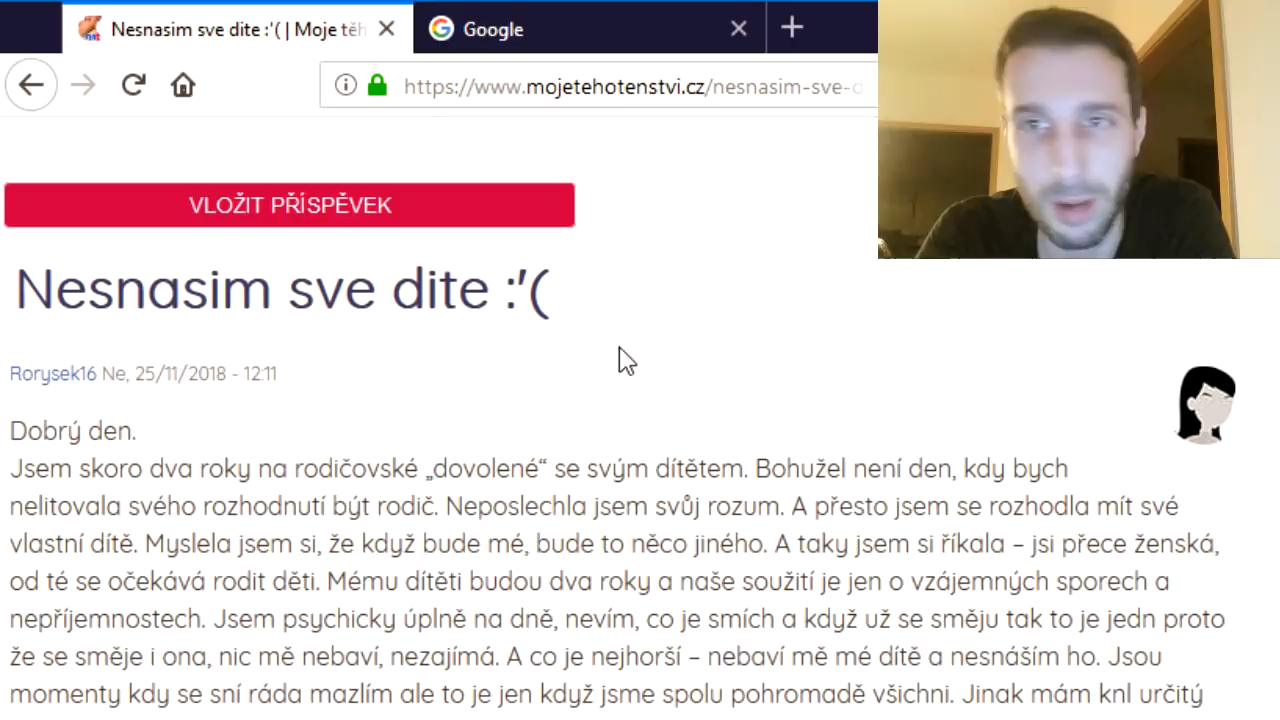 Nesnasim sve dite :'( | Moje těh
Google
https://www.mojetehotenstvi.cz/nesnasim-sve-d
VLOŽIT PŘÍSPĚVEK
Nesnasim sve dite :'(
Rorysek16 Ne, 25/11/2018 - 12:11
Dobrý den.
Jsem skoro dva roky na rodičovské „dovolené“ se svým dítětem. Bohužel není den, kdy bych
nelitovala svého rozhodnutí být rodič. Neposlechla jsem svůj rozum. A přesto jsem se rozhodla mít své
vlastní dítě. Myslela jsem si, že když bude mé, bude to něco jiného. A taky jsem si říkala – jsi přece ženská,
od té se očekává rodit děti. Mému dítěti budou dva roky a naše soužití je jen o vzájemných sporech a
nepříjemnostech. Jsem psychicky úplně na dně, nevím, co je smích a když už se směju tak to je jedn proto
že se směje i ona, nic mě nebaví, nezajímá. A co je nejhorší – nebaví mě mé dítě a nesnáším ho. Jsou
momenty kdy se sní ráda mazlím ale to je jen když jsme spolu pohromadě všichni. Jinak mám knl určitý